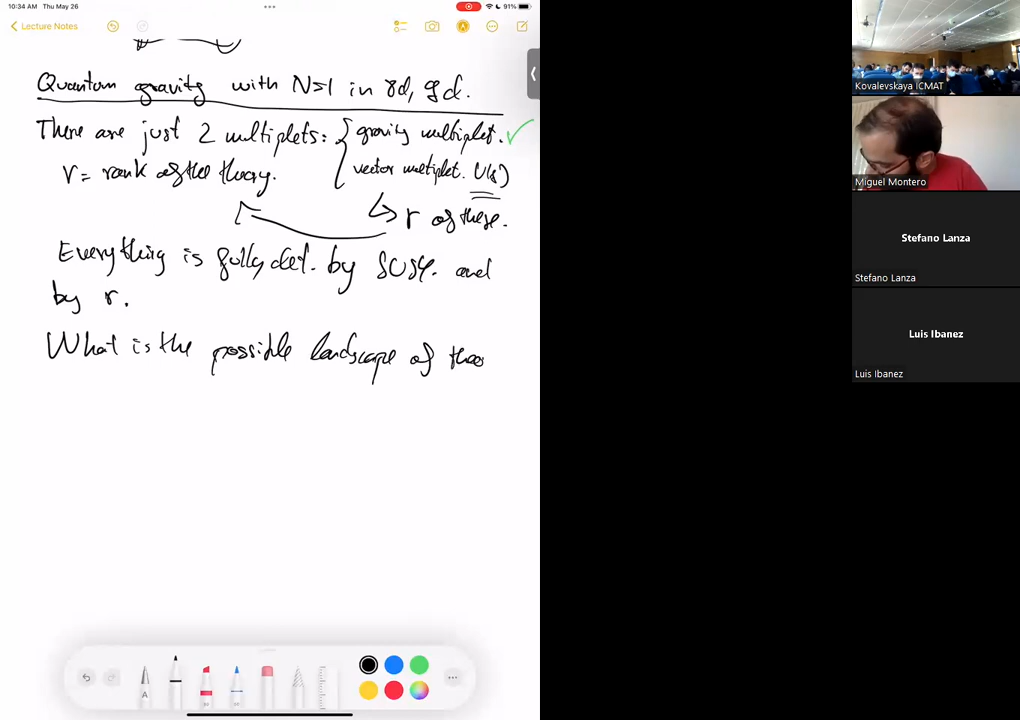 10:34 AM Thu May 26
91%
Lecture Notes
Quantum gravity with N=1 in 8d, 9d.
There are just 2 multiplets: { gravity multiplet. ✓
r = rank of the theory. vector multiplet. U(1)
r of these.
Everything is fully det. by SUSY. and
by r.
What is the possible landscape of
A
Kovalevskaya ICMAT
Miguel Montero
Stefano Lanza
Stefano Lanza
Luis Ibanez
Luis Ibanez